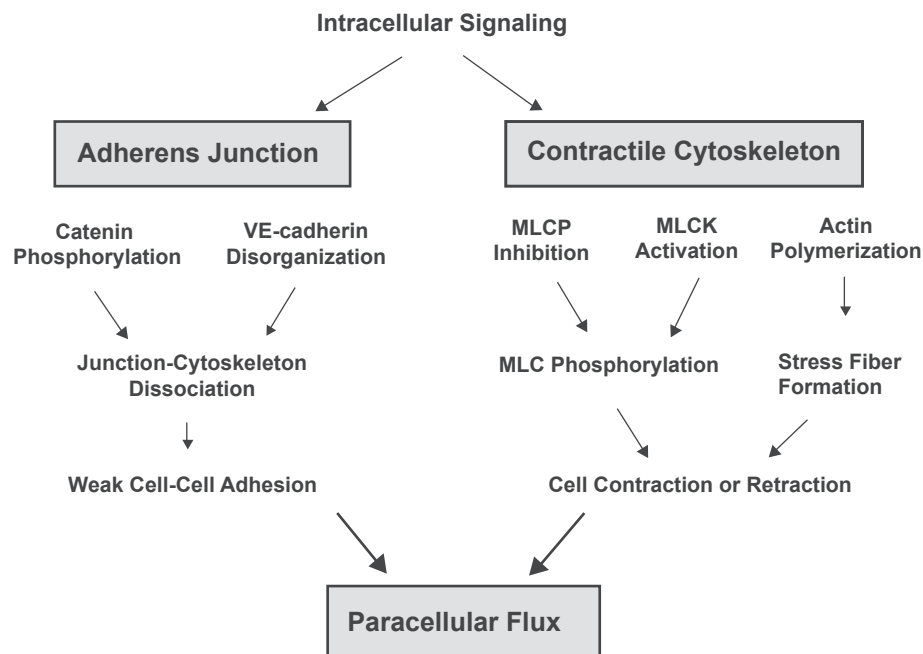 Intracellular Signaling
Adherens Junction
Contractile Cytoskeleton
Catenin
Phosphorylation
VE-cadherin
Disorganization
MLCP
Inhibition
MLCK
Activation
Actin
Polymerization
Junction-Cytoskeleton
Dissociation
MLC Phosphorylation
Stress Fiber
Formation
Weak Cell-Cell Adhesion
Cell Contraction or Retraction
Paracellular Flux